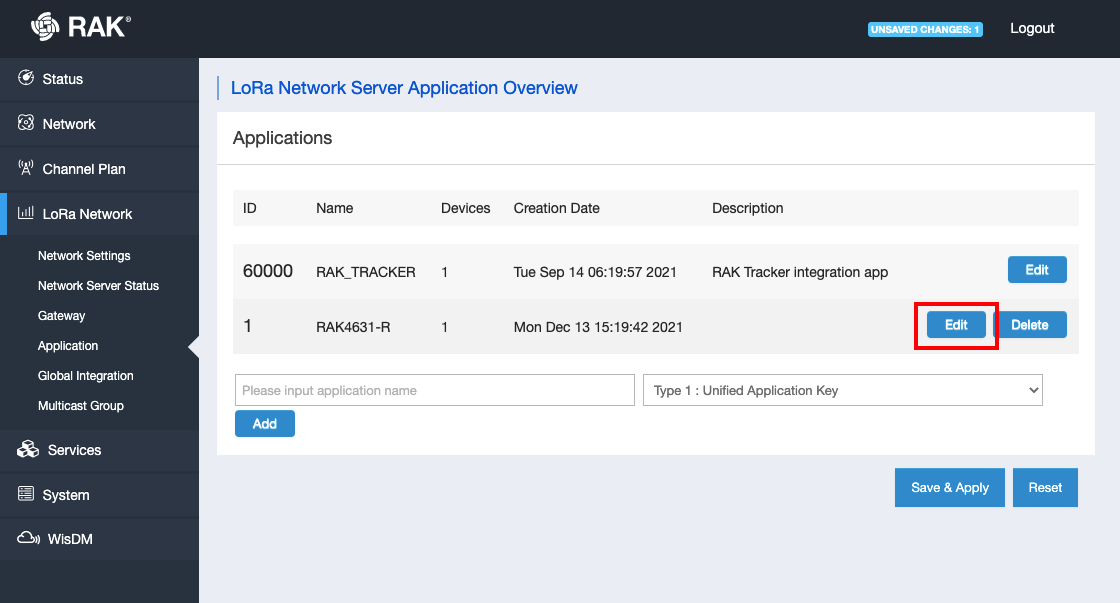 RAK®
UNSAVED CHANGES: 1
Logout
Status
Network
Channel Plan
LoRa Network
Network Settings
Network Server Status
Gateway
Application
Global Integration
Multicast Group
Services
System
WisDM
LoRa Network Server Application Overview
Applications
ID Name Devices Creation Date Description
60000 RAK_TRACKER 1 Tue Sep 14 06:19:57 2021 RAK Tracker integration app Edit
1 RAK4631-R 1 Mon Dec 13 15:19:42 2021 Edit Delete
Please input application name Type 1 : Unified Application Key
Add
Save & Apply Reset